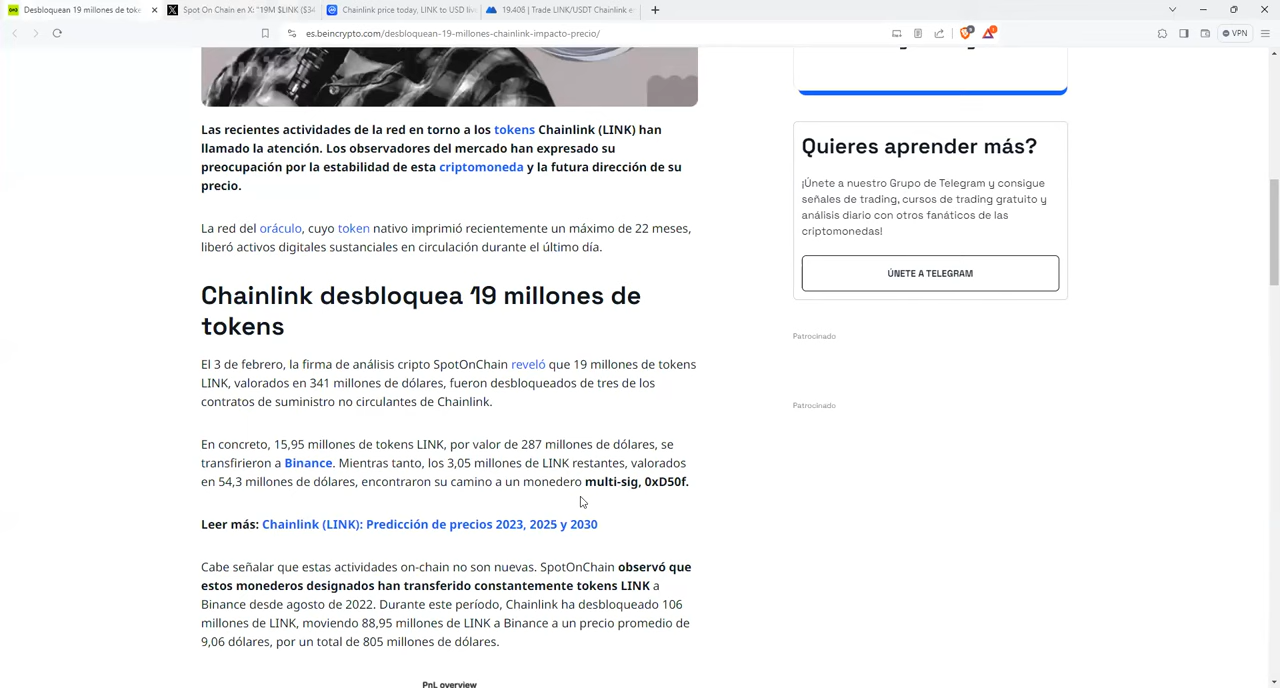 Desbloquean 19 millones de toke
Spot On Chain en X: "19M $LINK ($34
Chainlink price today, LINK to USD live
19.406 | Trade LINK/USDT Chainlink e
es.beincrypto.com/desbloquean-19-millones-chainlink-impacto-precio/
VPN
Las recientes actividades de la red en torno a los tokens Chainlink (LINK) han
llamado la atención. Los observadores del mercado han expresado su
preocupación por la estabilidad de esta criptomoneda y la futura dirección de su
precio.
La red del oráculo, cuyo token nativo imprimió recientemente un máximo de 22 meses,
liberó activos digitales sustanciales en circulación durante el último día.
Chainlink desbloquea 19 millones de
tokens
El 3 de febrero, la firma de análisis cripto SpotOnChain reveló que 19 millones de tokens
LINK, valorados en 341 millones de dólares, fueron desbloqueados de tres de los
contratos de suministro no circulantes de Chainlink.
En concreto, 15,95 millones de tokens LINK, por valor de 287 millones de dólares, se
transfirieron a Binance. Mientras tanto, los 3,05 millones de LINK restantes, valorados
en 54,3 millones de dólares, encontraron su camino a un monedero multi-sig, 0xD50f.
Leer más: Chainlink (LINK): Predicción de precios 2023, 2025 y 2030
Cabe señalar que estas actividades on-chain no son nuevas. SpotOnChain observó que
estos monederos designados han transferido constantemente tokens LINK a
Binance desde agosto de 2022. Durante este período, Chainlink ha desbloqueado 106
millones de LINK, moviendo 88,95 millones de LINK a Binance a un precio promedio de
9,06 dólares, por un total de 805 millones de dólares.
PnL overview
Quieres aprender más?
¡Únete a nuestro Grupo de Telegram y consigue
señales de trading, cursos de trading gratuito y
análisis diario con otros fanáticos de las
criptomonedas!
ÚNETE A TELEGRAM
Patrocinado
Patrocinado